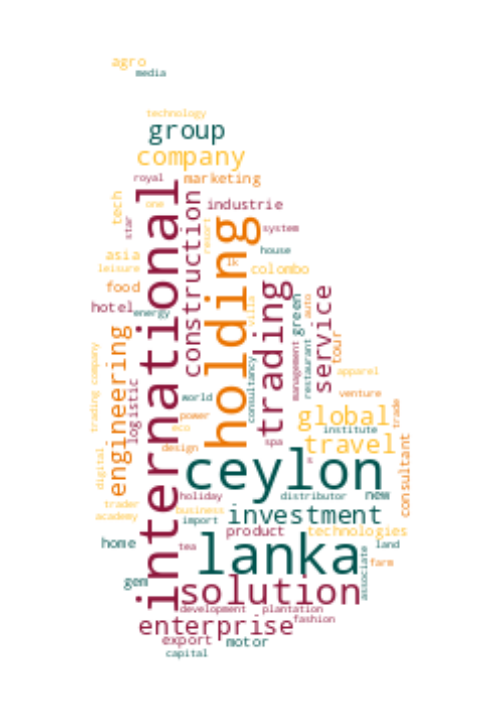 agro
media
technology
group
company
royal
marketing
international
construction
industrie
tech
one
star
resort
holding
system
house
asia
leisure
lk
colombo
food
hotel
energy
trading
green
auto
service
villa
tour
engineering
trading company
logistic
world
consultancy
management
restaurant
apparel
venture
power
eco
design
spa
global
institute
trade
travel
consultant
digital
ceylon
x
trader
academy
holiday
business
import
distributor
new
investment
product
technologies
home
tea
lanka
land
associate
farm
gem
solution
development
plantation
fashion
enterprise
export
motor
capital